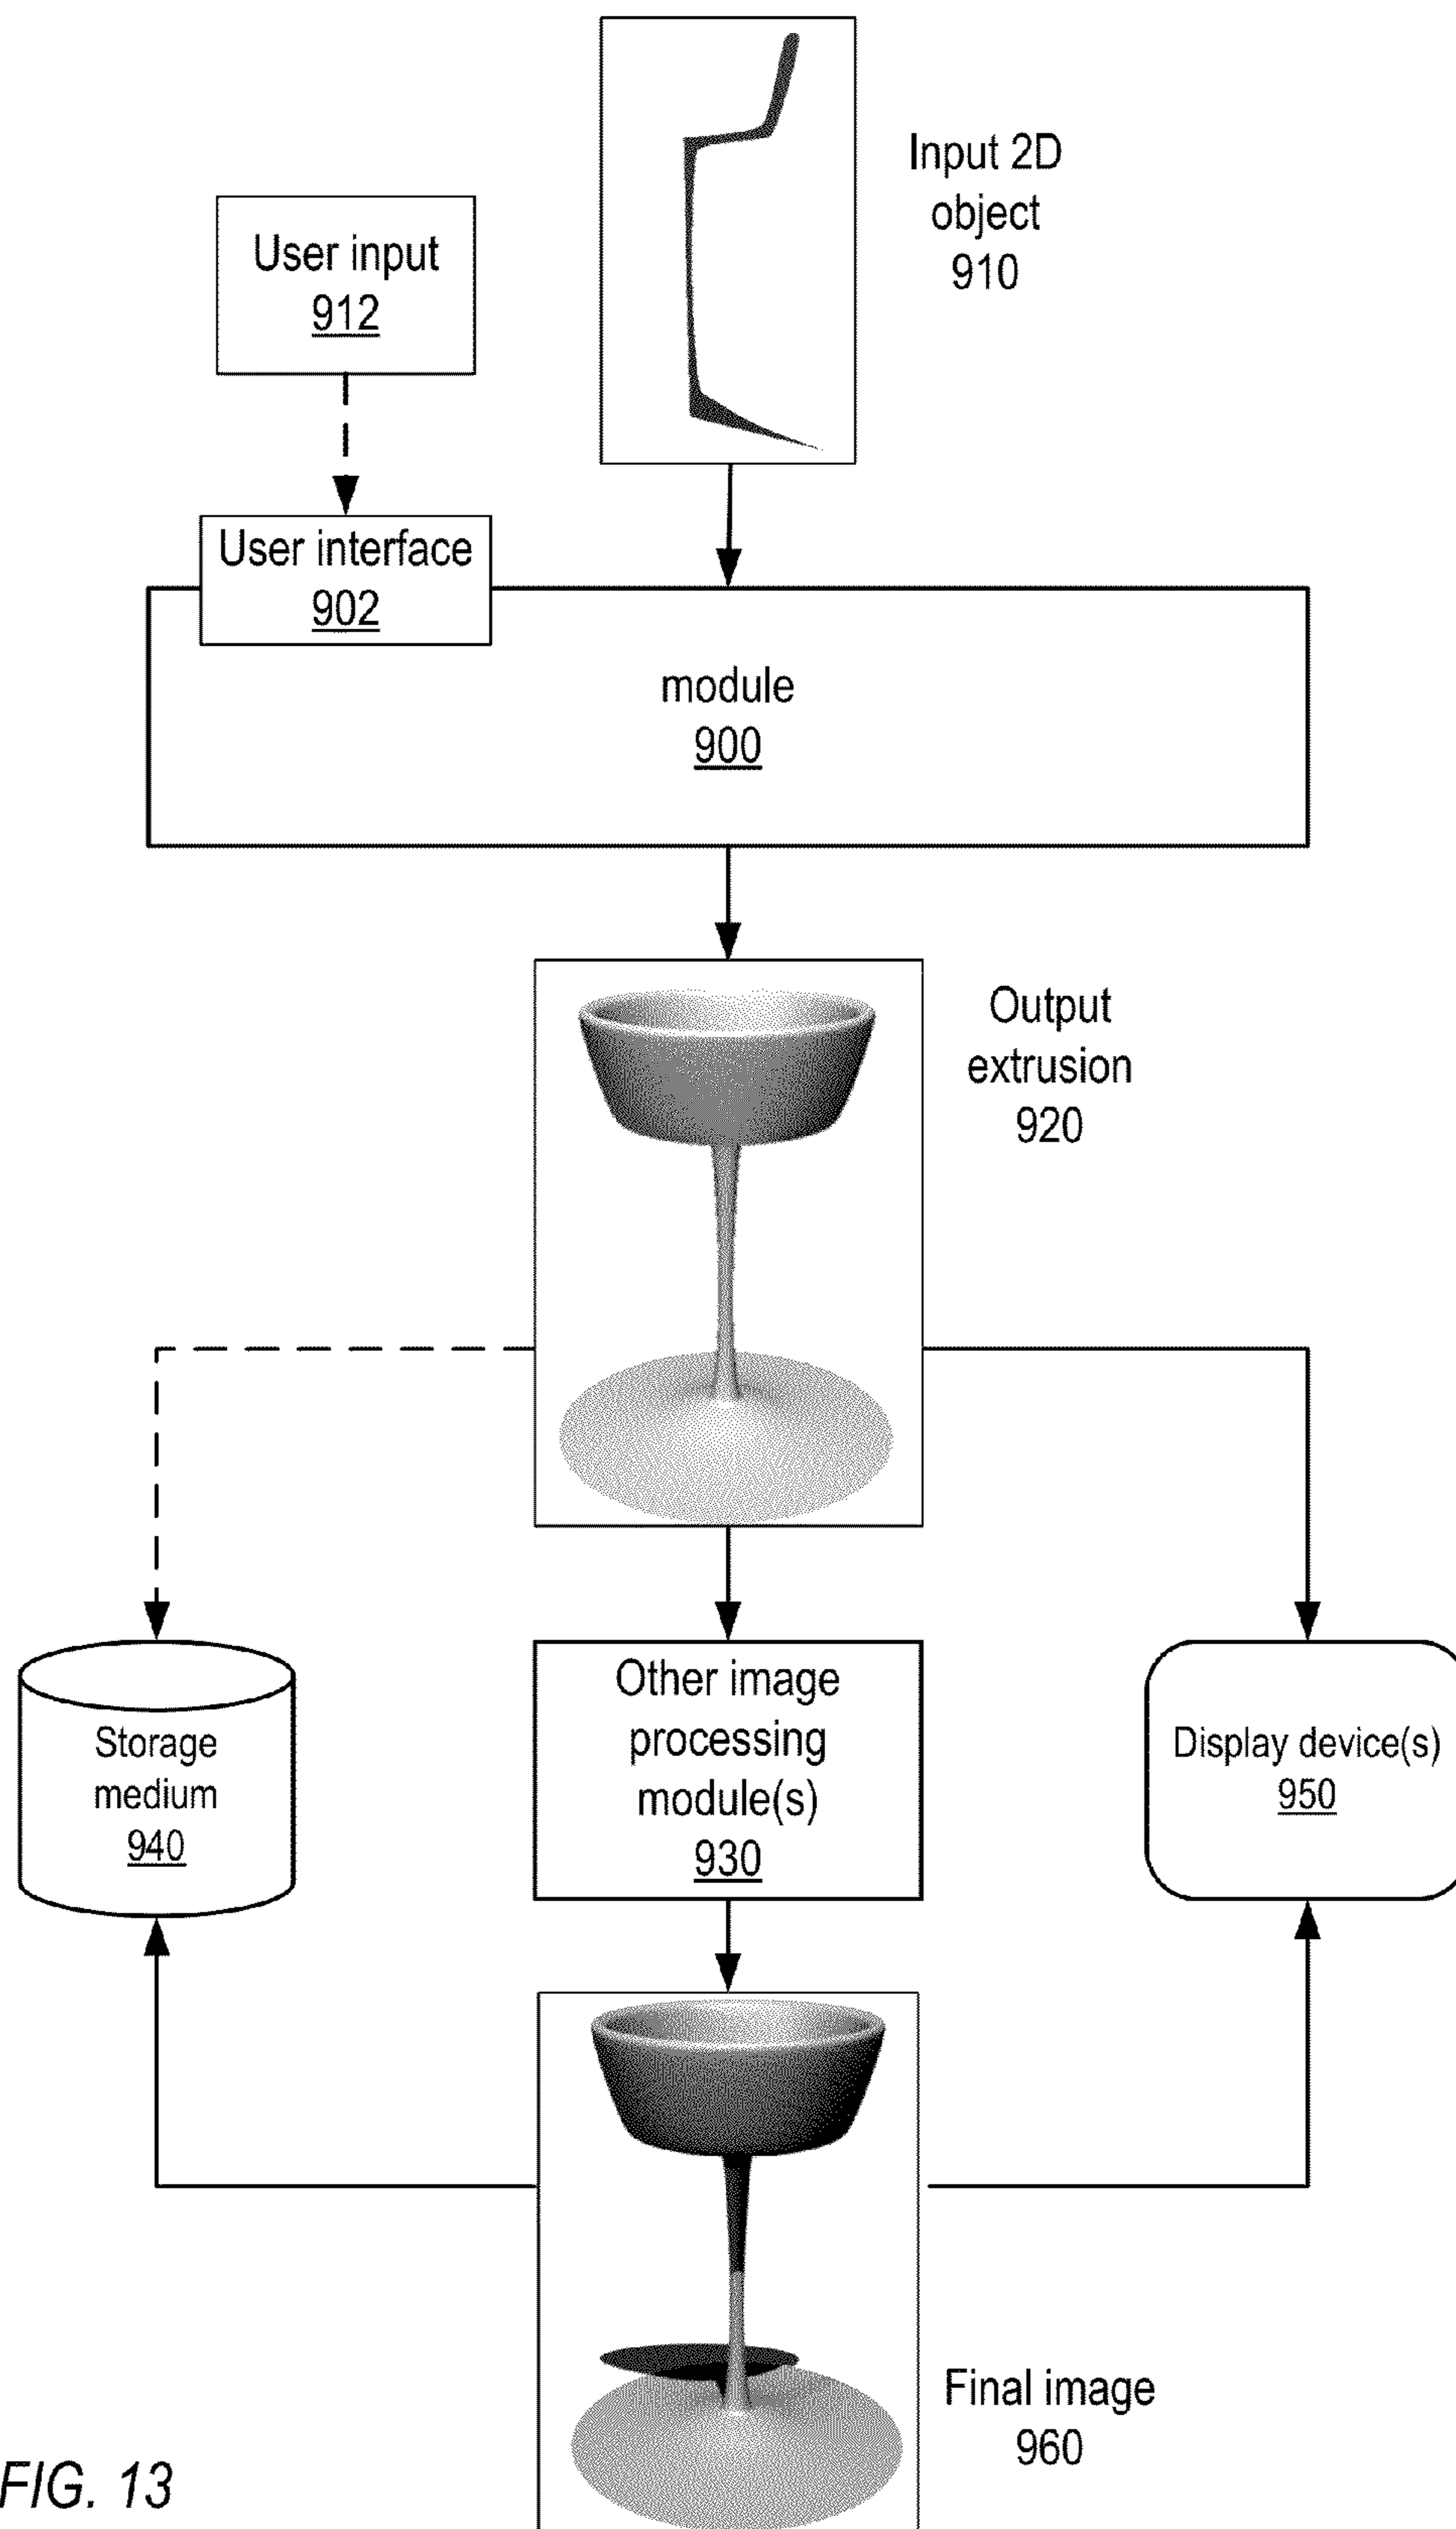 Input 2D
object
910
User input
912
User interface
902
module
900
Output
extrusion
920
Storage
medium
940
Other image
processing
module(s)
930
Display device(s)
950
Final image
960
FIG. 13